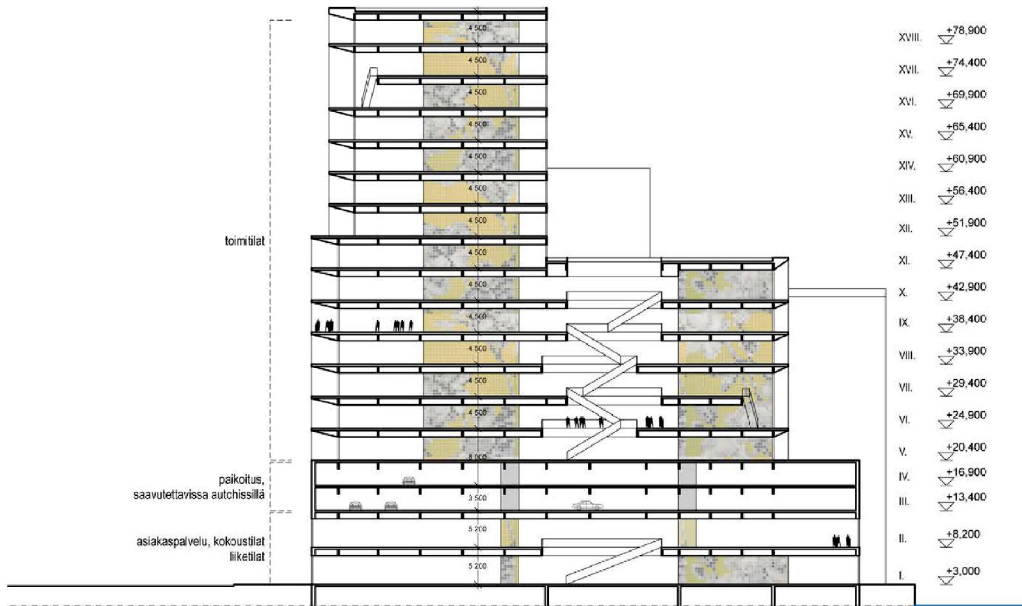 4 500
XVIII. +78,900
4 500
XVII. +74,400
4 500
XVI. +69,900
4 500
XV. +65,400
4 500
XIV. +60,900
4 500
XIII. +56,400
4 500
XII. +51,900
toimitilat
4 500
XI. +47,400
4 500
X. +42,900
4 500
IX. +38,400
4 500
VIII. +33,900
4 500
VII. +29,400
4 500
VI. +24,900
V. +20,400
paikoitus,
saavutettavissa autohissillä
IV. +16,900
3 500
III. +13,400
5 200
asiakaspalvelu, kokoustilat
liiketilat
II. +8,200
5 200
I. +3,000